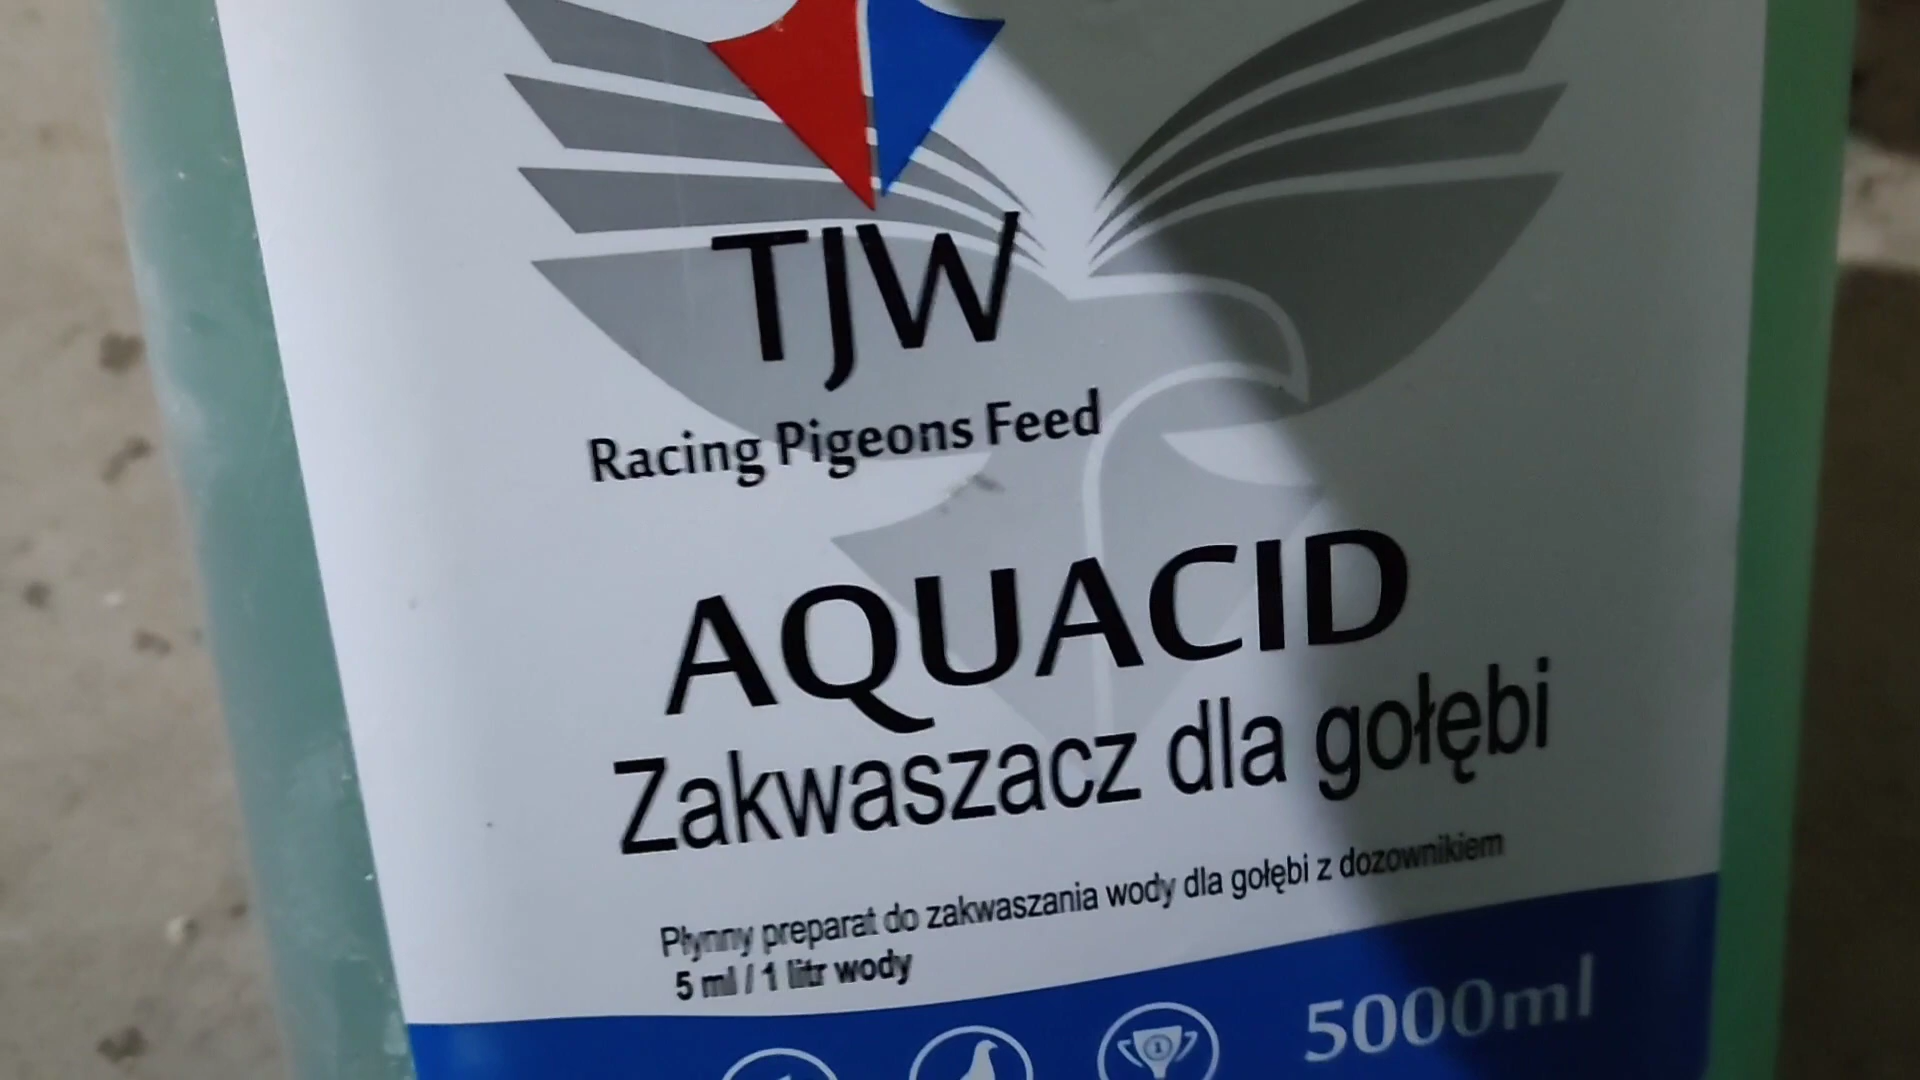 TJW
Racing Pigeons Feed
AQUACID
Zakwaszacz dla gołębi
Płynny preparat do zakwaszania wody dla gołębi z dozownikiem
5 ml / 1 litr wody
5000ml
1